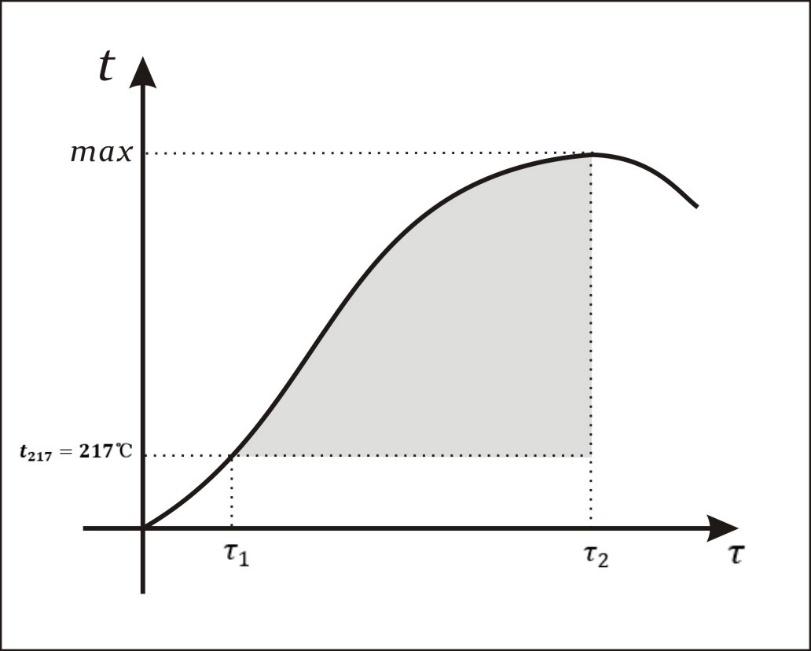 t
max
t₂₁₇ = 217℃
τ₁
τ₂
τ